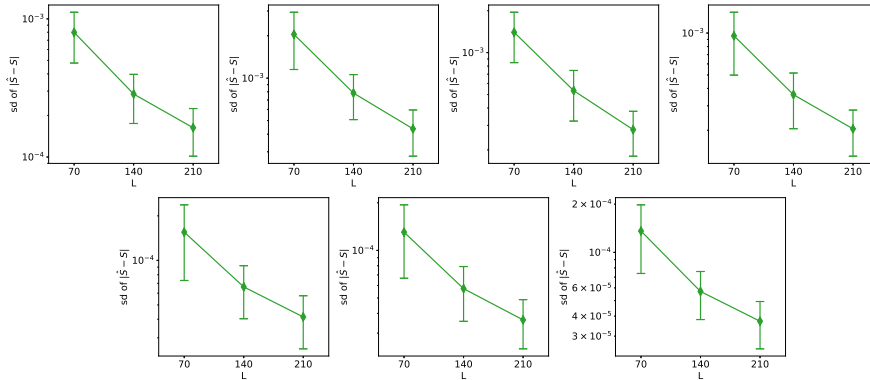 10⁻³
10⁻⁴
sd of |Ŝ − S|
70 140 210
L
10⁻³
sd of |Ŝ − S|
70 140 210
L
10⁻³
sd of |Ŝ − S|
70 140 210
L
10⁻³
sd of |Ŝ − S|
70 140 210
L
10⁻⁴
sd of |Ŝ − S|
70 140 210
L
10⁻⁴
sd of |Ŝ − S|
70 140 210
L
2 × 10⁻⁴
10⁻⁴
6 × 10⁻⁵
4 × 10⁻⁵
3 × 10⁻⁵
sd of |Ŝ − S|
70 140 210
L